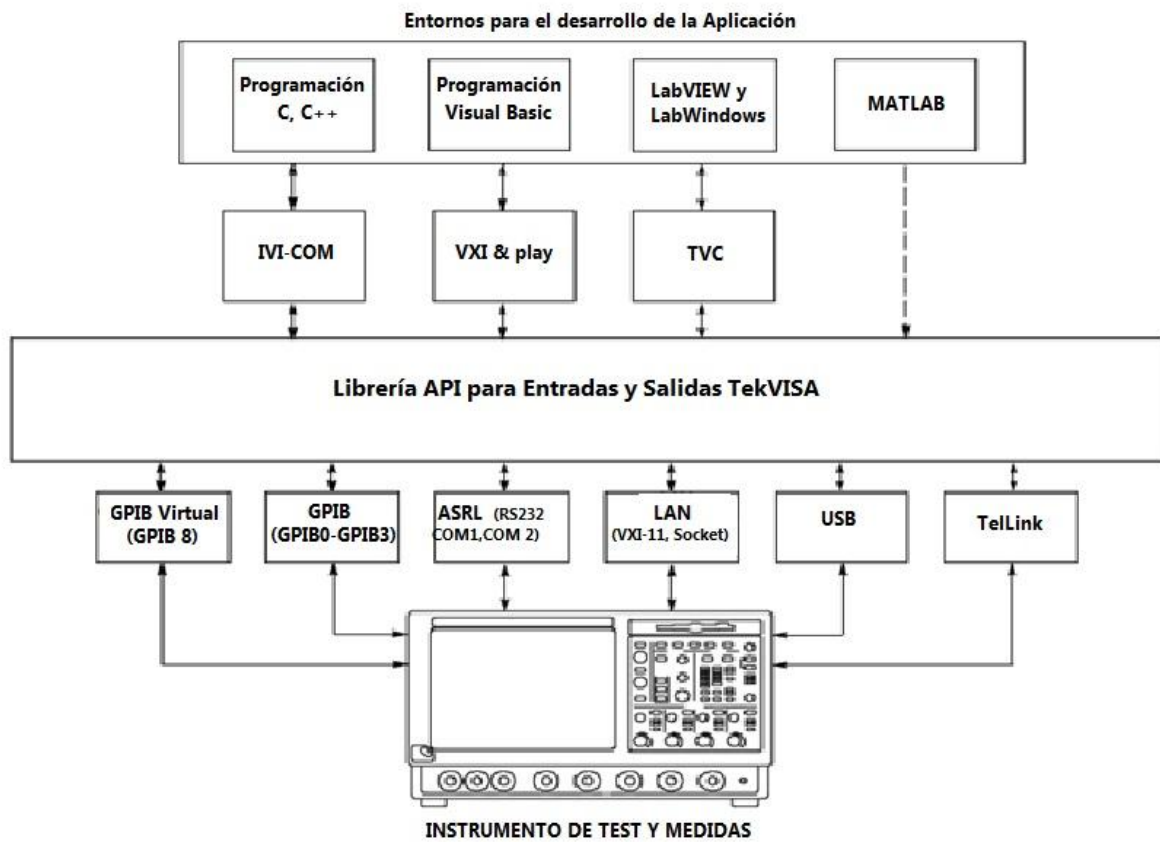 Entornos para el desarrollo de la Aplicación
Programación
C, C++
Programación
Visual Basic
LabVIEW y
LabWindows
MATLAB
IVI-COM
VXI & play
TVC
Librería API para Entradas y Salidas TekVISA
GPIB Virtual
(GPIB 8)
GPIB
(GPIB0-GPIB3)
ASRL (RS232
COM1,COM 2)
LAN
(VXI-11, Socket)
USB
TelLink
INSTRUMENTO DE TEST Y MEDIDAS